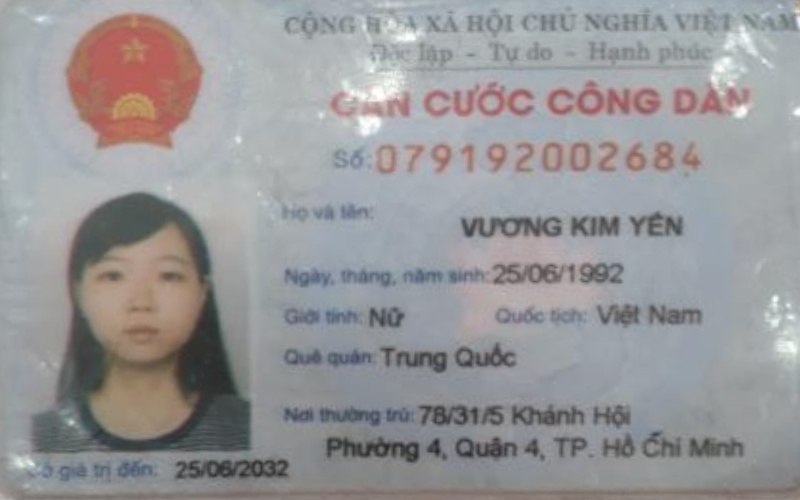 CỘNG HÒA XÃ HỘI CHỦ NGHĨA VIỆT NAM
Độc lập - Tự do - Hạnh phúc
CĂN CƯỚC CÔNG DÂN
Số: 079192002684
Họ và tên: VƯƠNG KIM YẾN
Ngày, tháng, năm sinh: 25/06/1992
Giới tính: Nữ Quốc tịch: Việt Nam
Quê quán: Trung Quốc
Nơi thường trú: 78/31/5 Khánh Hội
Phường 4, Quận 4, TP. Hồ Chí Minh
Có giá trị đến: 25/06/2032